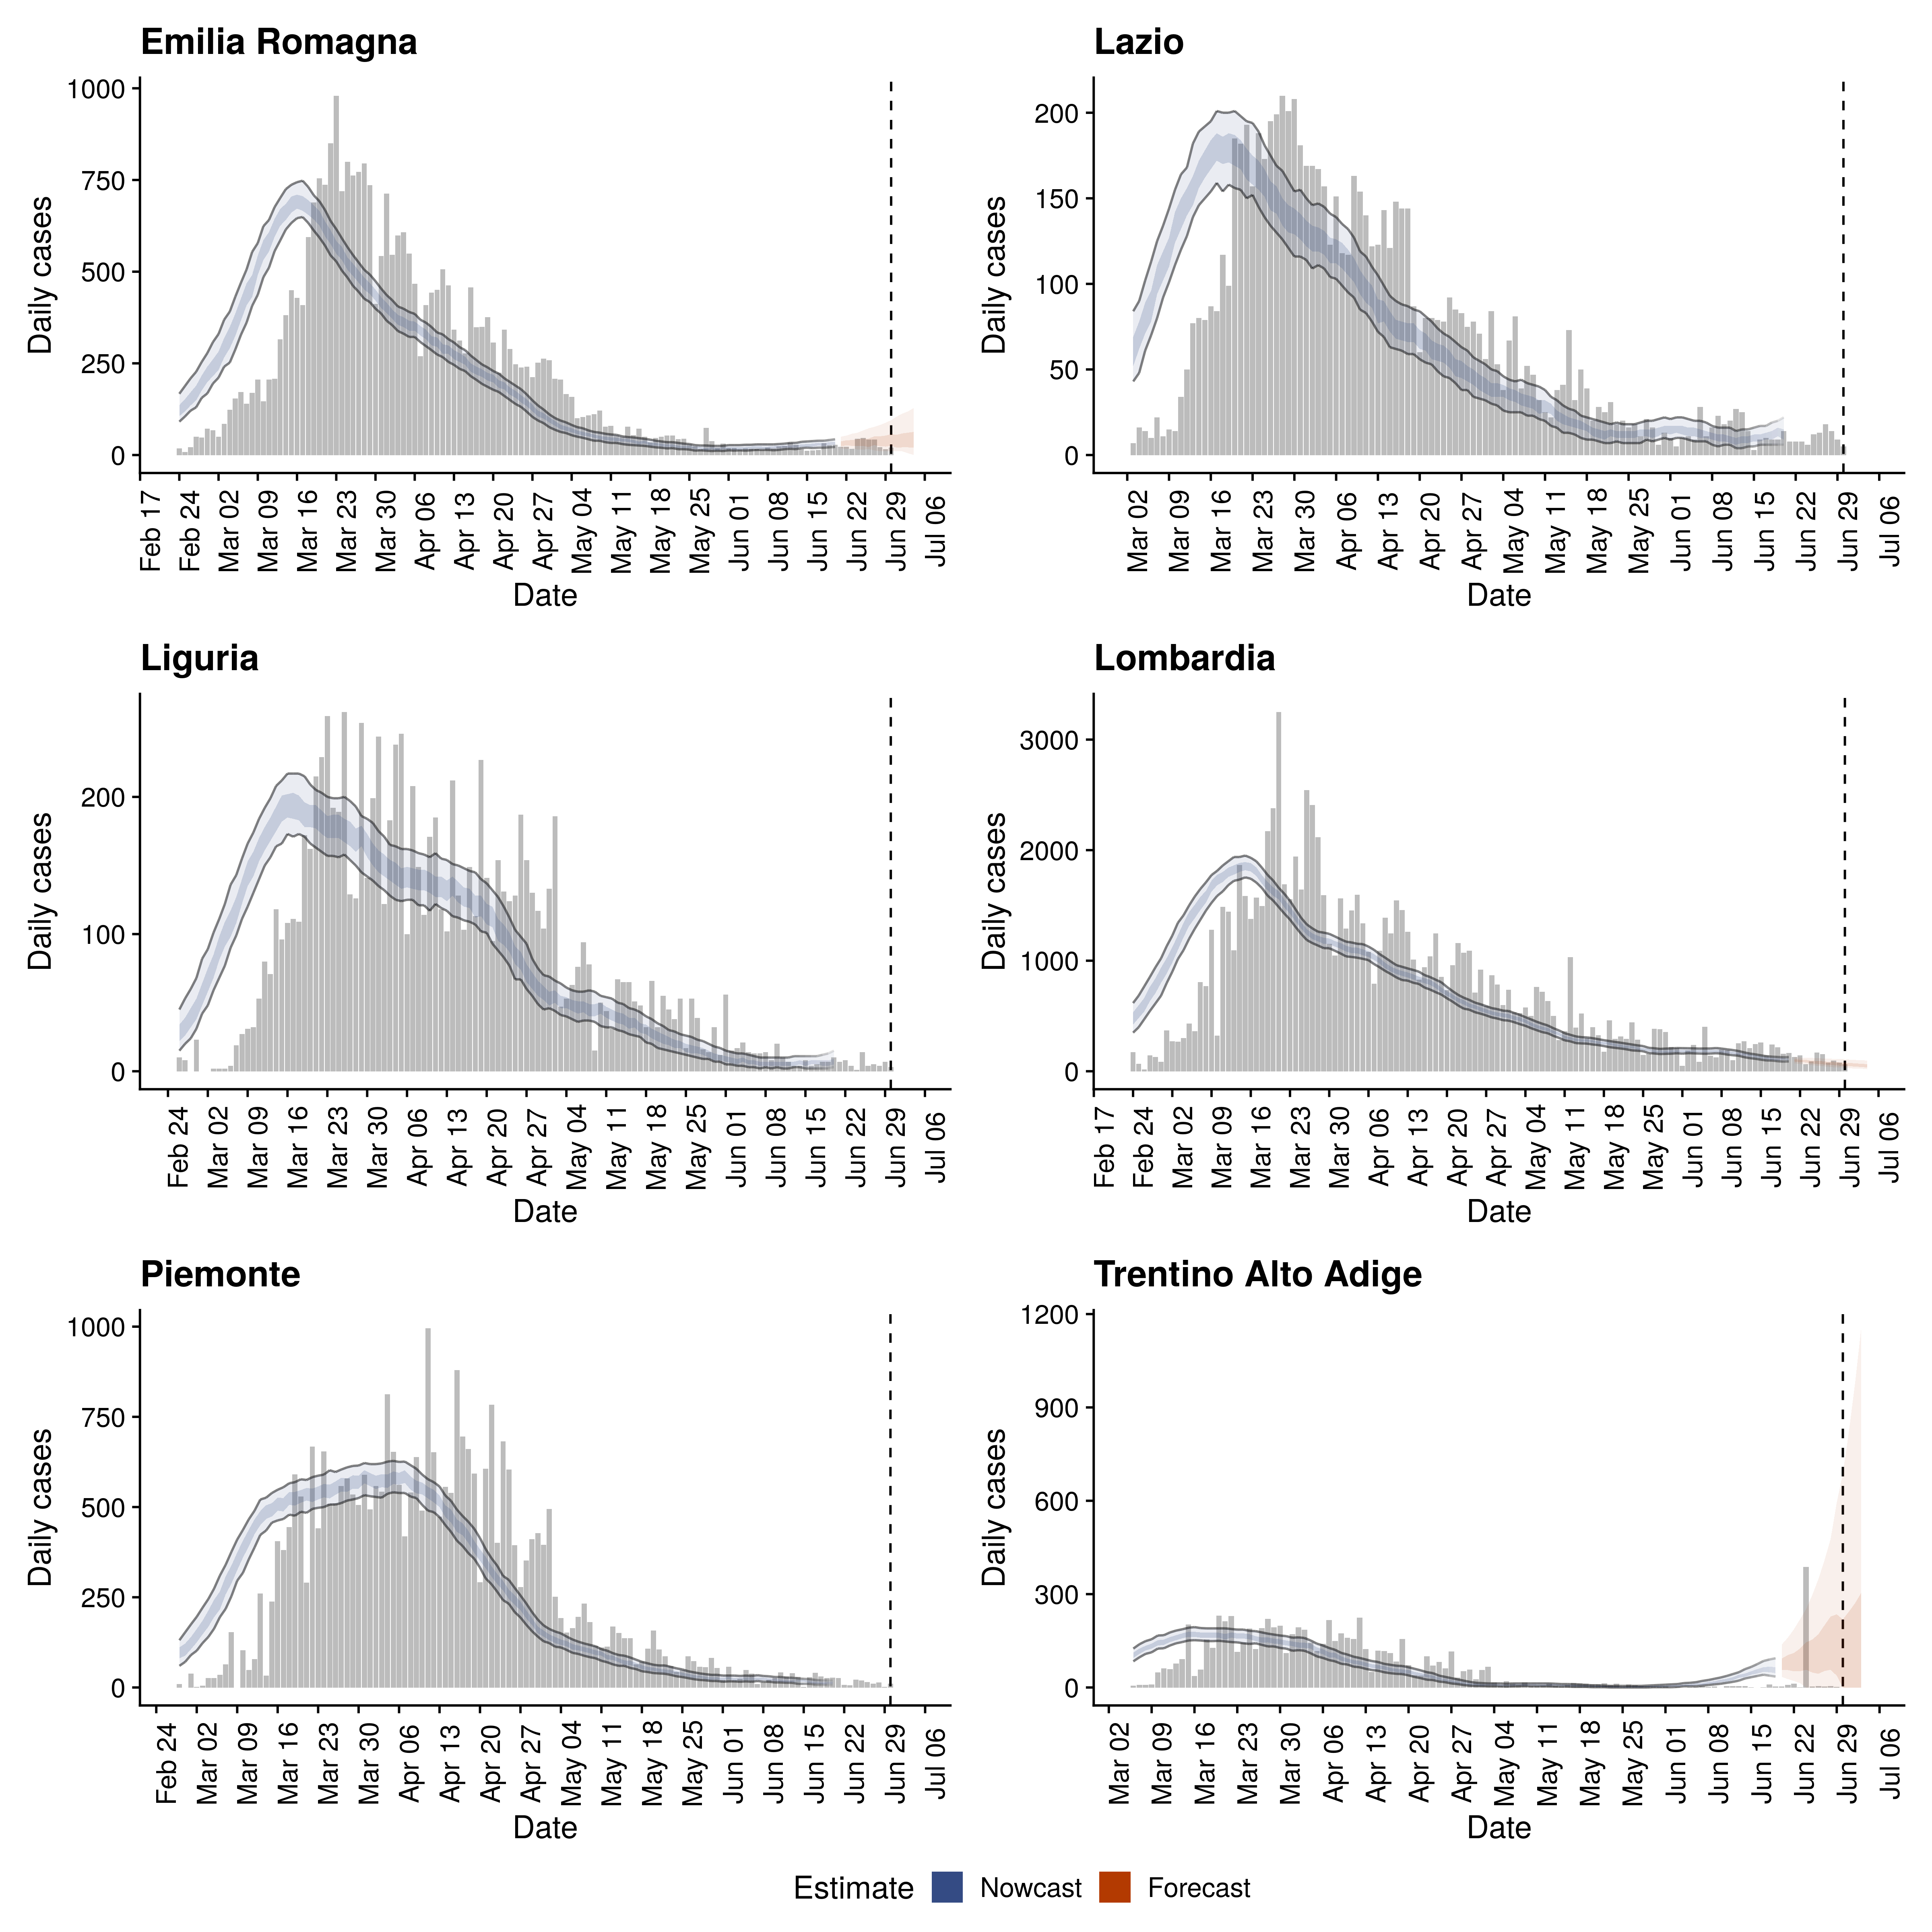 Emilia Romagna
Daily cases
1000
750
500
250
0
Feb 17
Feb 24
Mar 02
Mar 09
Mar 16
Mar 23
Mar 30
Apr 06
Apr 13
Apr 20
Apr 27
May 04
May 11
May 18
May 25
Jun 01
Jun 08
Jun 15
Jun 22
Jun 29
Jul 06
Date
Lazio
Daily cases
200
150
100
50
0
Mar 02
Mar 09
Mar 16
Mar 23
Mar 30
Apr 06
Apr 13
Apr 20
Apr 27
May 04
May 11
May 18
May 25
Jun 01
Jun 08
Jun 15
Jun 22
Jun 29
Jul 06
Date
Liguria
Daily cases
200
100
0
Feb 24
Mar 02
Mar 09
Mar 16
Mar 23
Mar 30
Apr 06
Apr 13
Apr 20
Apr 27
May 04
May 11
May 18
May 25
Jun 01
Jun 08
Jun 15
Jun 22
Jun 29
Jul 06
Date
Lombardia
Daily cases
3000
2000
1000
0
Feb 17
Feb 24
Mar 02
Mar 09
Mar 16
Mar 23
Mar 30
Apr 06
Apr 13
Apr 20
Apr 27
May 04
May 11
May 18
May 25
Jun 01
Jun 08
Jun 15
Jun 22
Jun 29
Jul 06
Date
Piemonte
Daily cases
1000
750
500
250
0
Feb 24
Mar 02
Mar 09
Mar 16
Mar 23
Mar 30
Apr 06
Apr 13
Apr 20
Apr 27
May 04
May 11
May 18
May 25
Jun 01
Jun 08
Jun 15
Jun 22
Jun 29
Jul 06
Date
Trentino Alto Adige
Daily cases
1200
900
600
300
0
Mar 02
Mar 09
Mar 16
Mar 23
Mar 30
Apr 06
Apr 13
Apr 20
Apr 27
May 04
May 11
May 18
May 25
Jun 01
Jun 08
Jun 15
Jun 22
Jun 29
Jul 06
Date
Estimate Nowcast Forecast